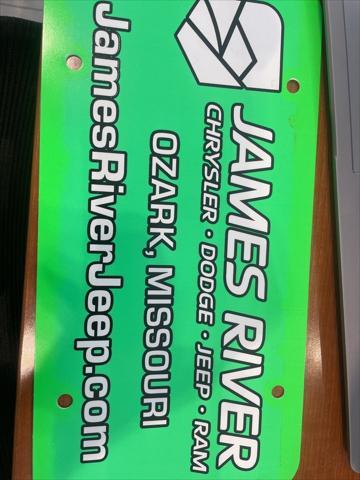 JAMES RIVER
CHRYSLER • DODGE • JEEP • RAM
OZARK, MISSOURI
JamesRiverJeep.com